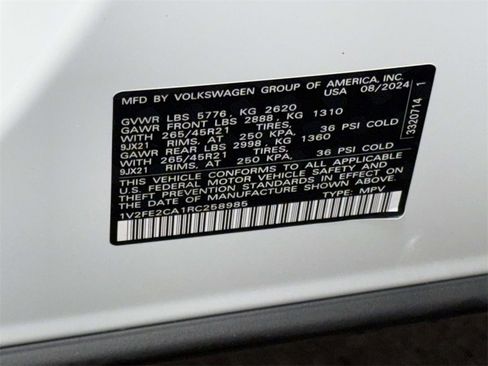 MFD BY VOLKSWAGEN GROUP OF AMERICA, INC.
USA 08/2024
GVWR LBS 5776, KG 2620
GAWR FRONT LBS 2888, KG 1310
WITH 265/45R21 TIRES,
9JX21 RIMS, AT 250 KPA, 36 PSI COLD
GAWR REAR LBS 2998, KG 1360
WITH 265/45R21 TIRES,
9JX21 RIMS, AT 250 KPA, 36 PSI COLD
THIS VEHICLE CONFORMS TO ALL APPLICABLE
U.S. FEDERAL MOTOR VEHICLE SAFETY AND
THEFT PREVENTION STANDARDS IN EFFECT ON
THE DATE OF MANUFACTURE SHOWN ABOVE.
1V2FE2CA1RC258985 TYPE: MPV
3320714 1